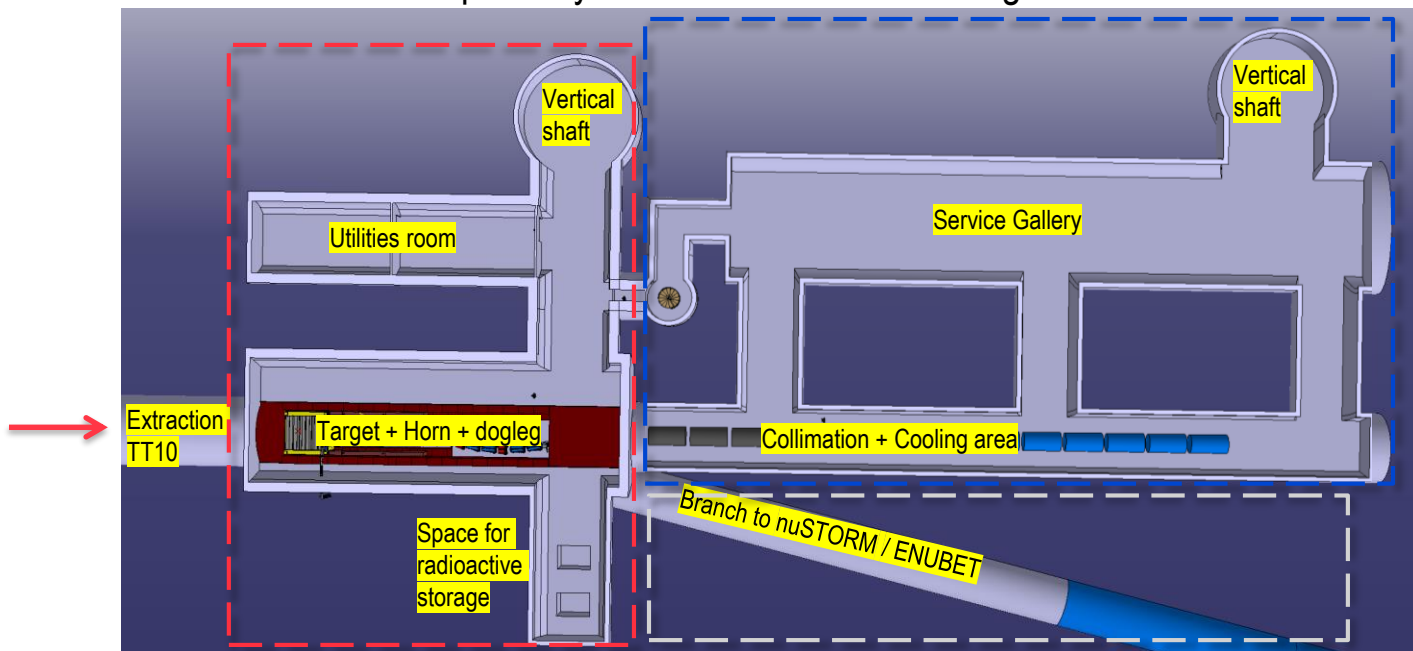 Vertical
shaft
Vertical
shaft
Utilities room
Service Gallery
Extraction
TT10
Target + Horn + dogleg
Collimation + Cooling area
Space for
radioactive
storage
Branch to nuSTORM / ENUBET